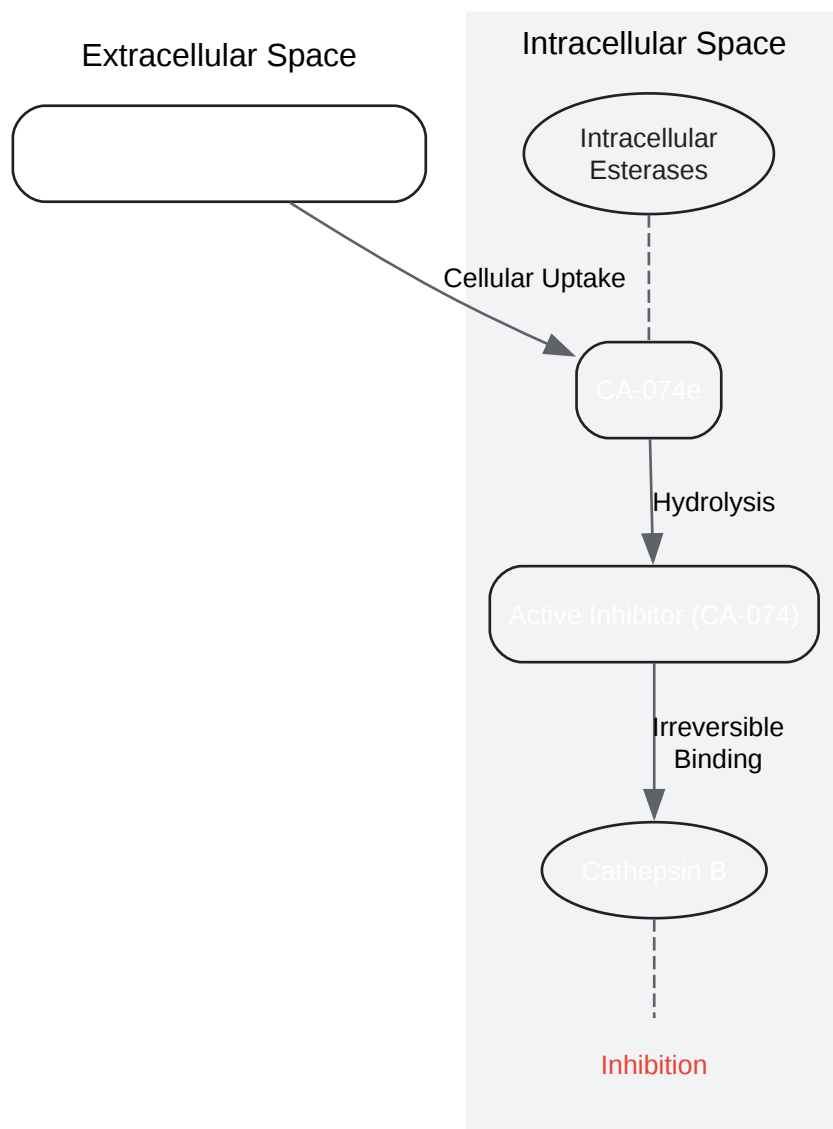 Extracellular Space
Intracellular Space
Intracellular
Esterases
Cellular Uptake
CA-074e
Hydrolysis
Active Inhibitor (CA-074)
Irreversible
Binding
Cathepsin B
Inhibition